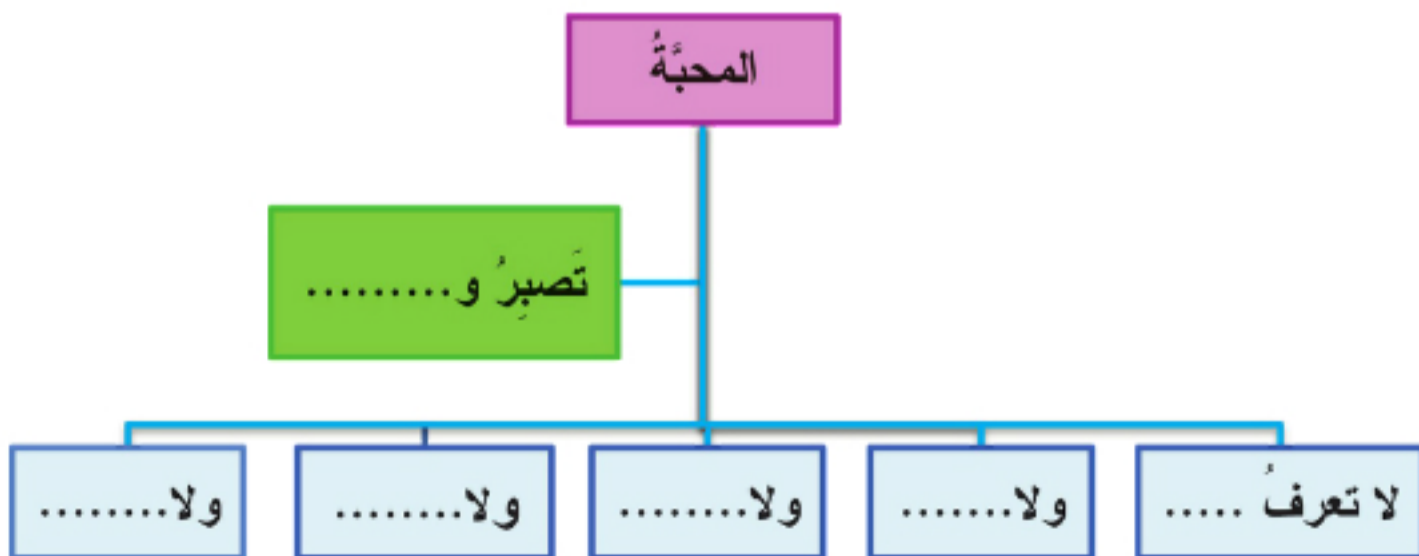 المحبَّةُ
تَصبِرُ و.........
لا تعرفُ .....
ولا.......
ولا........
ولا........
ولا........